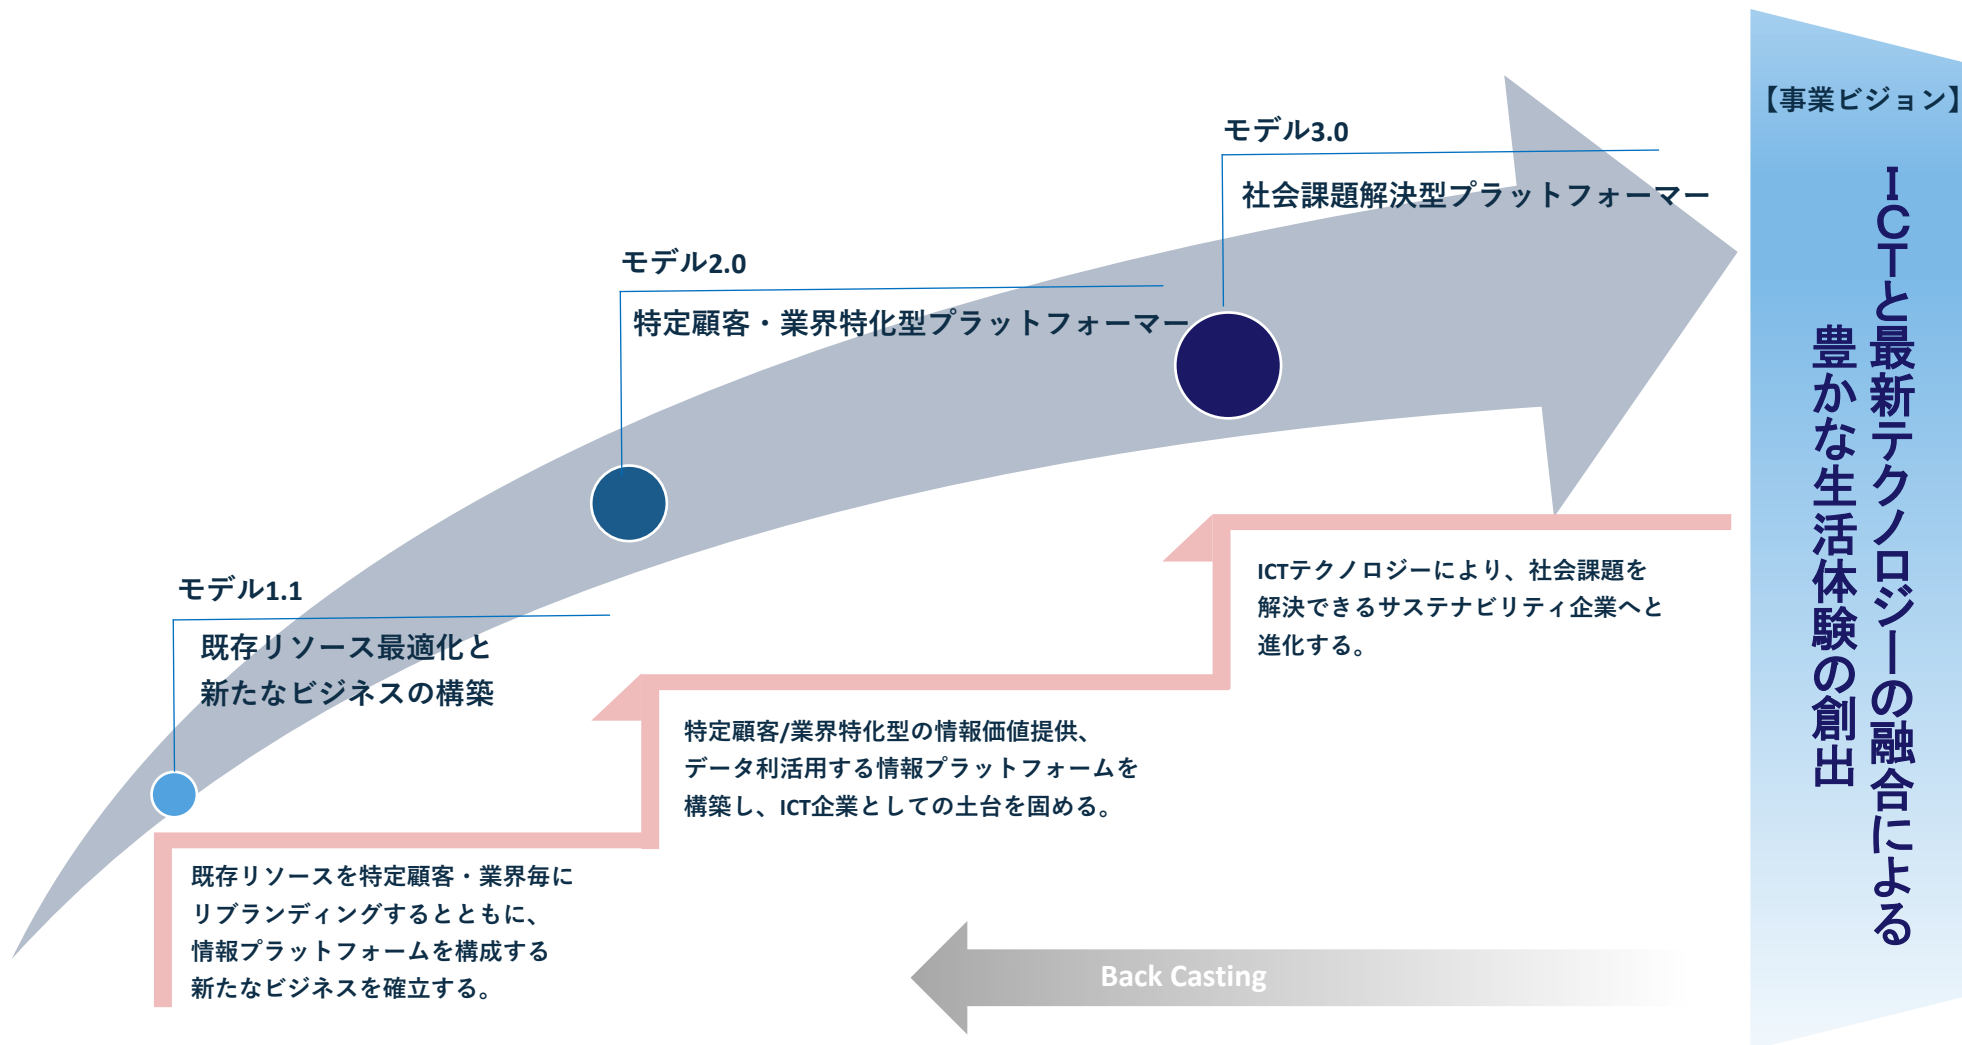 【事業ビジョン】
ICTと最新テクノロジーの融合による
豊かな生活体験の創出
モデル3.0
社会課題解決型プラットフォーマー
モデル2.0
特定顧客・業界特化型プラットフォーマー
モデル1.1
既存リソース最適化と
新たなビジネスの構築
ICTテクノロジーにより、社会課題を
解決できるサステナビリティ企業へと
進化する。
特定顧客/業界特化型の情報価値提供、
データ利活用する情報プラットフォームを
構築し、ICT企業としての土台を固める。
既存リソースを特定顧客・業界毎に
リブランディングするとともに、
情報プラットフォームを構成する
新たなビジネスを確立する。
Back Casting